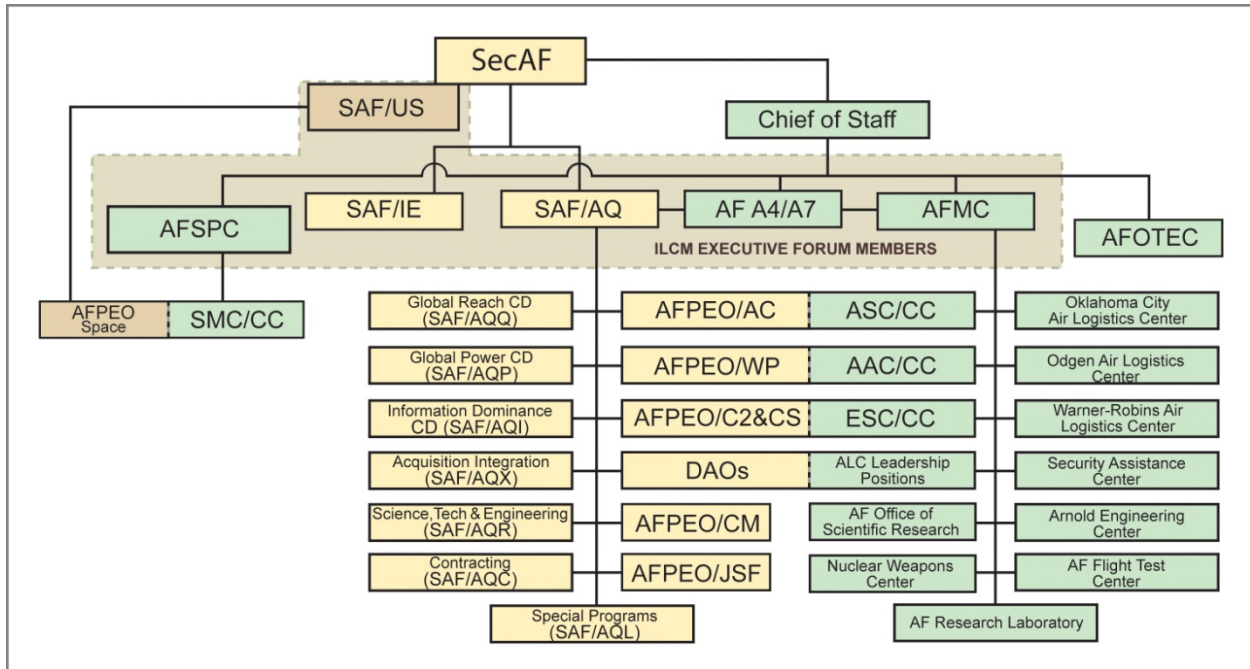 SecAF
SAF/US
Chief of Staff
SAF/IE
SAF/AQ
AF A4/A7
AFMC
AFSPC
AFOTEC
ILCM EXECUTIVE FORUM MEMBERS
AFPEO
Space
SMC/CC
Global Reach CD
(SAF/AQQ)
AFPEO/AC
ASC/CC
Oklahoma City
Air Logistics Center
Global Power CD
(SAF/AQP)
AFPEO/WP
AAC/CC
Odgen Air Logistics
Center
Information Dominance
CD (SAF/AQI)
AFPEO/C2&CS
ESC/CC
Warner-Robins Air
Logistics Center
Acquisition Integration
(SAF/AQX)
DAOs
ALC Leadership
Positions
Security Assistance
Center
Science,Tech & Engineering
(SAF/AQR)
AFPEO/CM
AF Office of
Scientific Research
Arnold Engineering
Center
Contracting
(SAF/AQC)
AFPEO/JSF
Nuclear Weapons
Center
AF Flight Test
Center
Special Programs
(SAF/AQL)
AF Research Laboratory